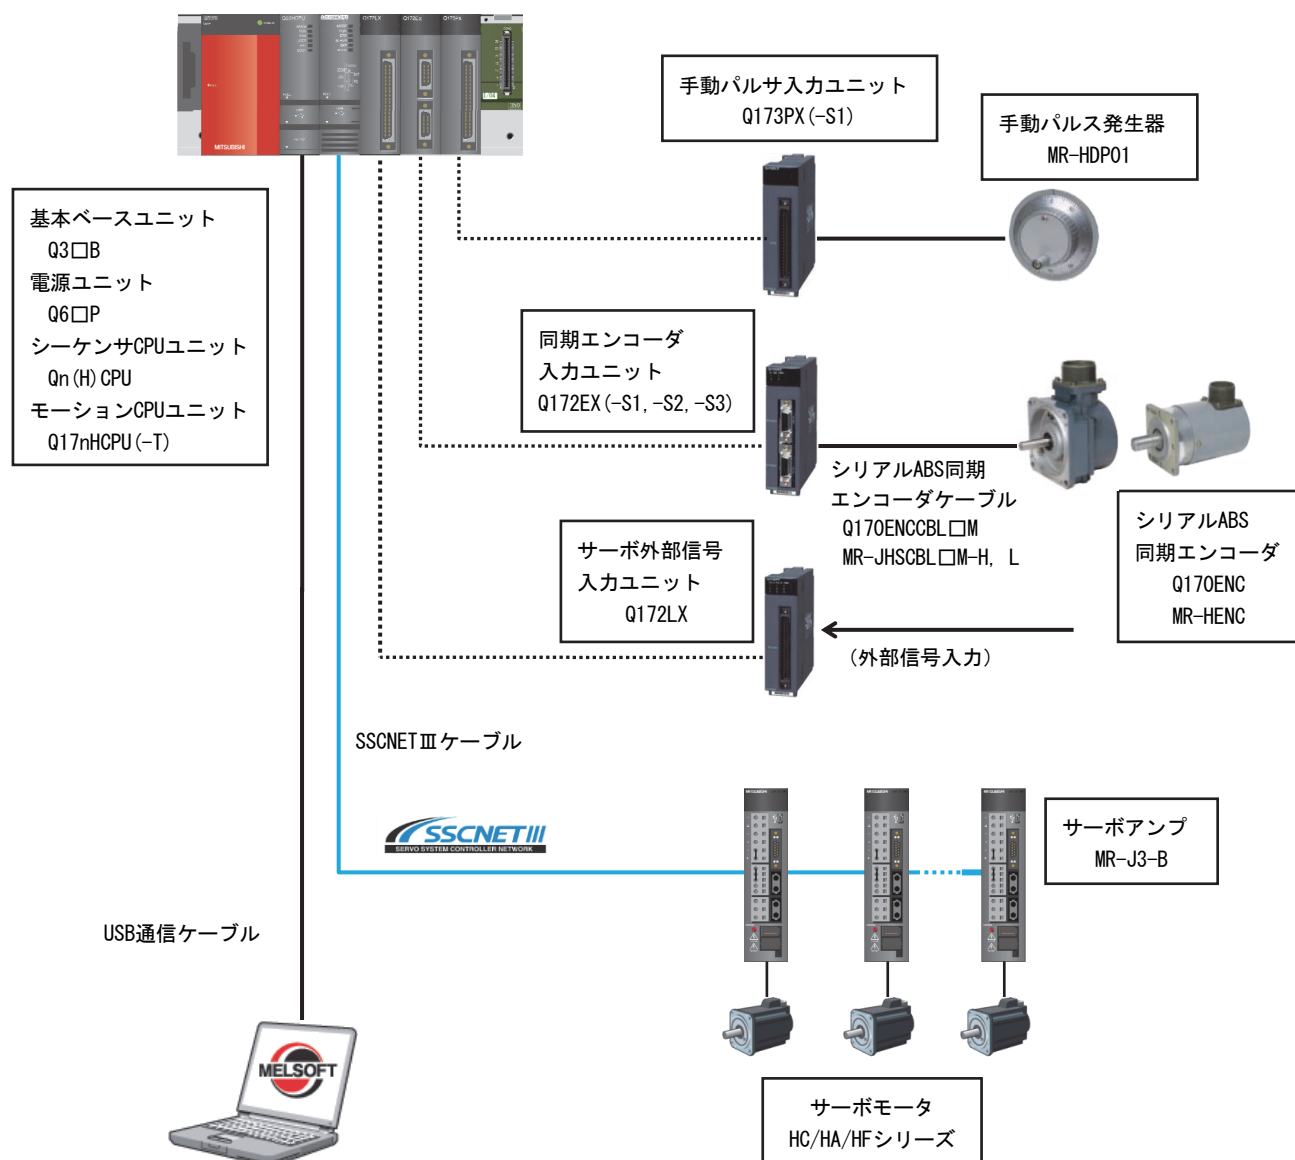 Q172LX
Q172EX
Q173PX
MITSUBISHI
手動パルサ入力ユニット
Q173PX(-S1)
手動パルス発生器
MR-HDP01
基本ベースユニット
Q3□B
電源ユニット
Q6□P
シーケンサCPUユニット
Qn(H)CPU
モーションCPUユニット
Q17nHCPU(-T)
同期エンコーダ
入力ユニット
Q172EX(-S1,-S2,-S3)
シリアルABS同期
エンコーダケーブル
Q170ENCCBL□M
MR-JHSCBL□M-H, L
シリアルABS
同期エンコーダ
Q170ENC
MR-HENC
サーボ外部信号
入力ユニット
Q172LX
(外部信号入力)
SSCNETⅢケーブル
SSCNETIII
SERVO SYSTEM CONTROLLER NETWORK
サーボアンプ
MR-J3-B
USB通信ケーブル
MELSOFT
サーボモータ
HC/HA/HFシリーズ